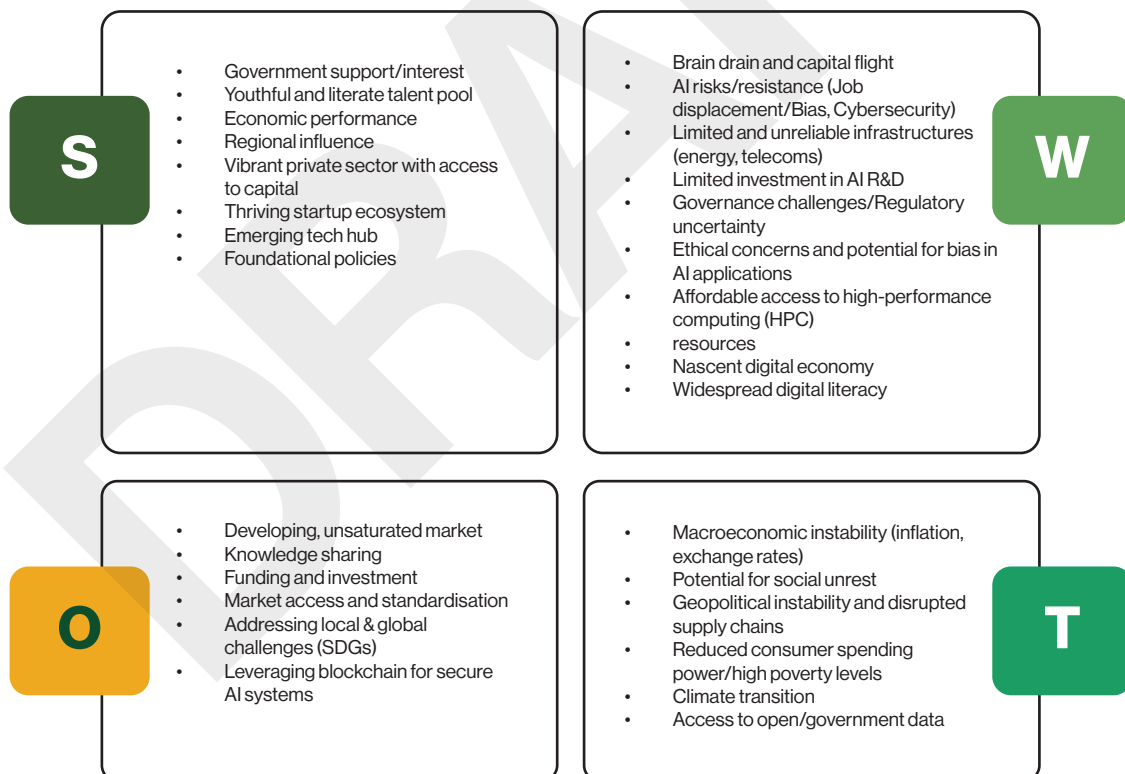 S
• Government support/interest
• Youthful and literate talent pool
• Economic performance
• Regional influence
• Vibrant private sector with access
to capital
• Thriving startup ecosystem
• Emerging tech hub
• Foundational policies
W
• Brain drain and capital flight
• AI risks/resistance (Job
displacement/Bias, Cybersecurity)
• Limited and unreliable infrastructures
(energy, telecoms)
• Limited investment in AI R&D
• Governance challenges/Regulatory
uncertainty
• Ethical concerns and potential for bias in
AI applications
• Affordable access to high-performance
computing (HPC)
• resources
• Nascent digital economy
• Widespread digital literacy
O
• Developing, unsaturated market
• Knowledge sharing
• Funding and investment
• Market access and standardisation
• Addressing local & global
challenges (SDGs)
• Leveraging blockchain for secure
AI systems
T
• Macroeconomic instability (inflation,
exchange rates)
• Potential for social unrest
• Geopolitical instability and disrupted
supply chains
• Reduced consumer spending
power/high poverty levels
• Climate transition
• Access to open/government data
DRA